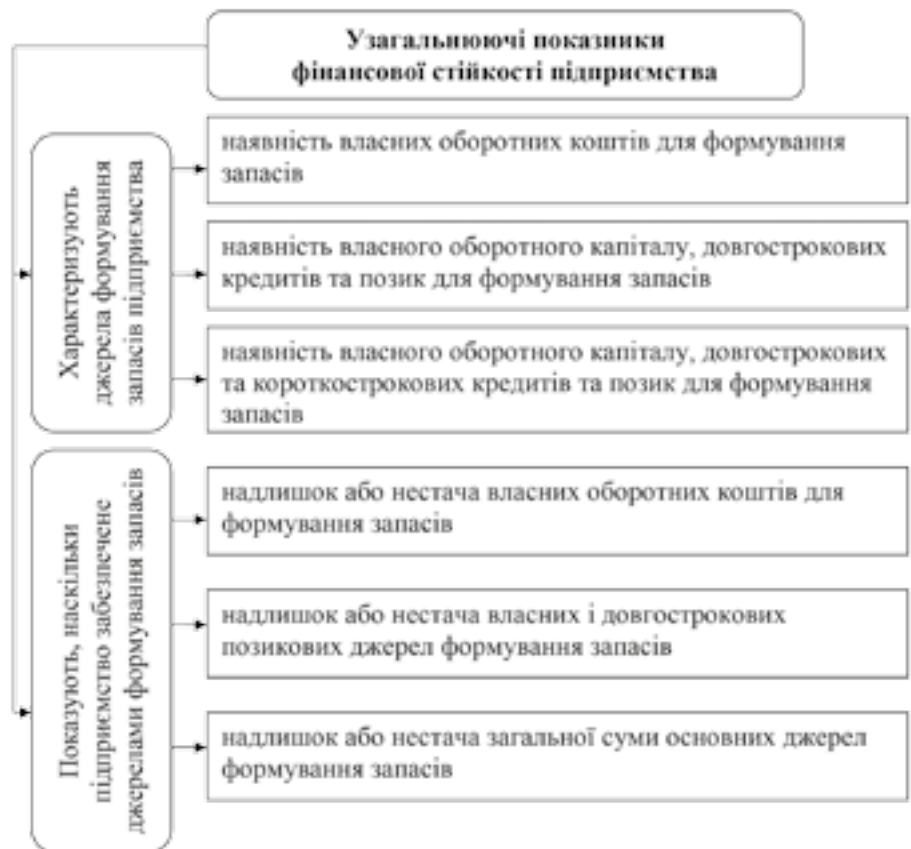 Узагальнюючі показники
фінансової стійкості підприємства
Характеризують
джерела формування
запасів підприємства
наявність власних оборотних коштів для формування
запасів
наявність власного оборотного капіталу, довгострокових
кредитів та позик для формування запасів
наявність власного оборотного капіталу, довгострокових
та короткострокових кредитів та позик для формування
запасів
Показують, наскільки
підприємство забезпечене
джерелами формування запасів
надлишок або нестача власних оборотних коштів для
формування запасів
надлишок або нестача власних і довгострокових
позикових джерел формування запасів
надлишок або нестача загальної суми основних джерел
формування запасів